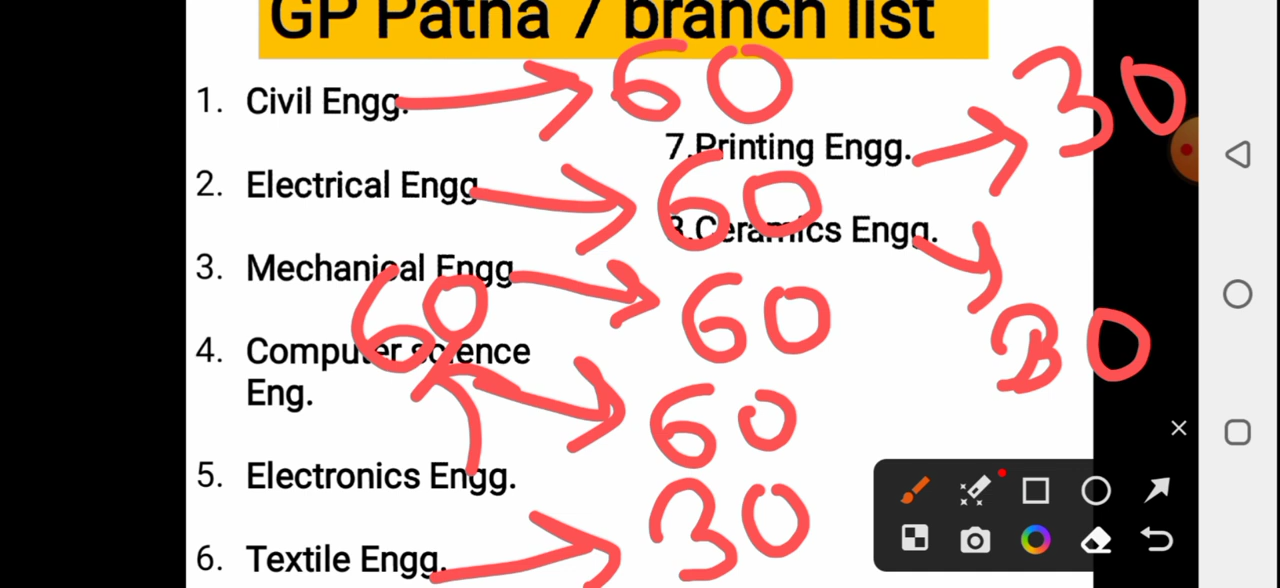 GP Patna 7 branch list
1. Civil Engg. 60
2. Electrical Engg 60
3. Mechanical Engg 60
4. Computer science 60
Eng.
5. Electronics Engg. 60
6. Textile Engg. 30
7.Printing Engg. 30
8.Ceramics Engg. 30